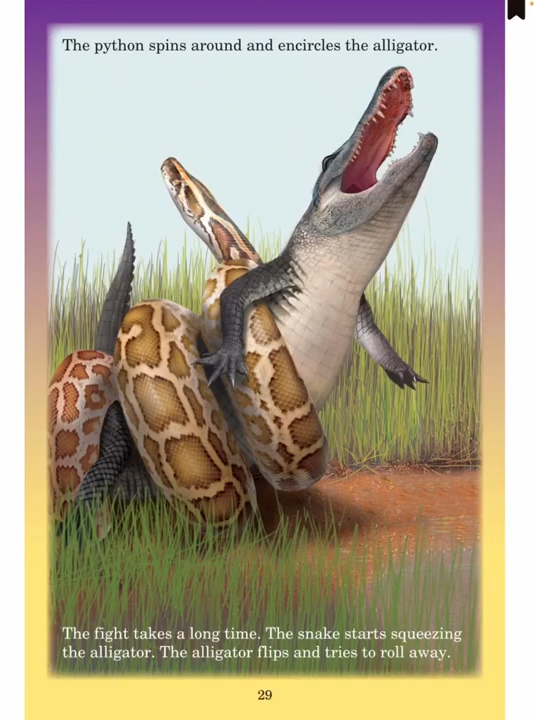 The python spins around and encircles the alligator.
The fight takes a long time. The snake starts squeezing
the alligator. The alligator flips and tries to roll away.
29